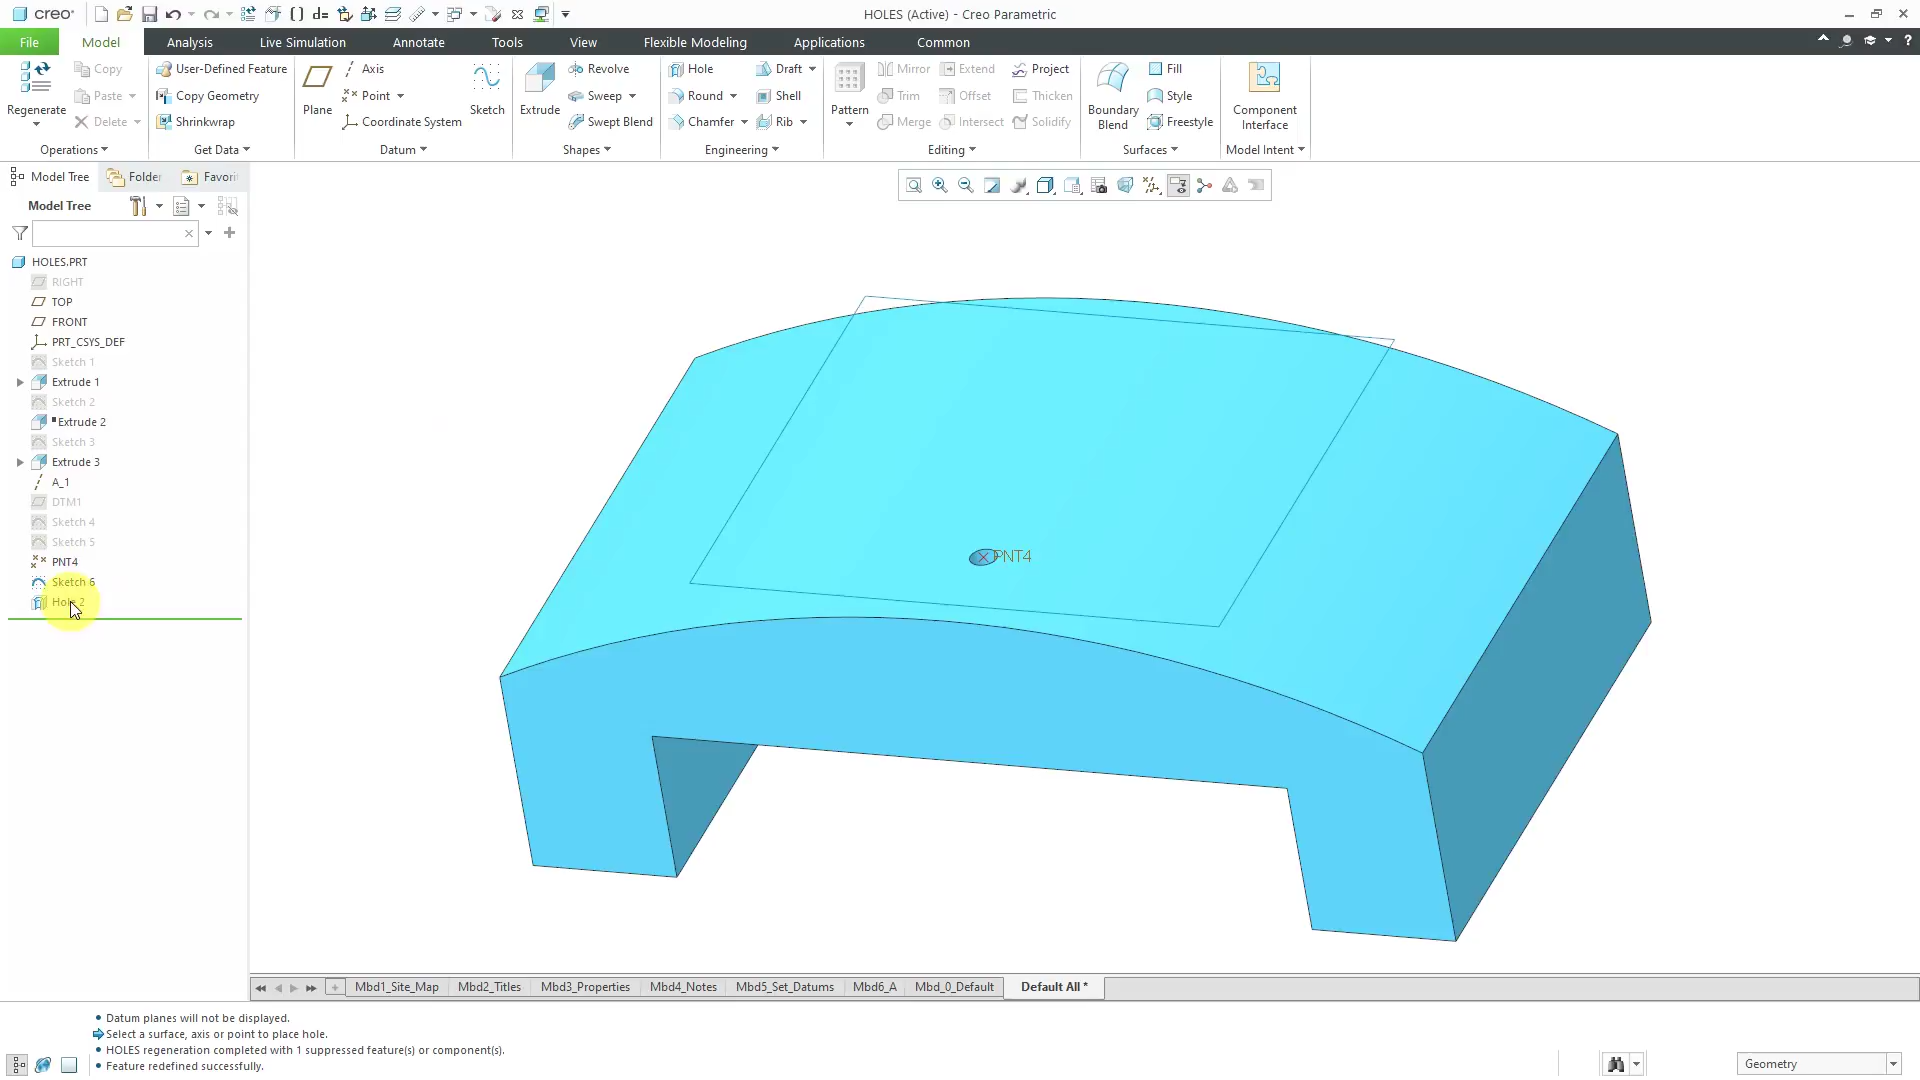 creo
HOLES (Active) - Creo Parametric
File
Model
Analysis
Live Simulation
Annotate
Tools
View
Flexible Modeling
Applications
Common
Regenerate
Copy
Paste
Delete
Operations
User-Defined Feature
Copy Geometry
Shrinkwrap
Get Data
Plane
Axis
Point
Coordinate System
Sketch
Datum
Extrude
Revolve
Sweep
Swept Blend
Shapes
Hole
Round
Chamfer
Draft
Shell
Rib
Engineering
Pattern
Mirror
Trim
Merge
Extend
Offset
Intersect
Project
Thicken
Solidify
Editing
Boundary
Blend
Fill
Style
Freestyle
Surfaces
Component
Interface
Model Intent
Model Tree
Folder
Favori
Model Tree
HOLES.PRT
RIGHT
TOP
FRONT
PRT_CSYS_DEF
Sketch 1
Extrude 1
Sketch 2
Extrude 2
Sketch 3
Extrude 3
A_1
DTM1
Sketch 4
Sketch 5
PNT4
Sketch 6
Hole 2
PNT4
Mbd1_Site_Map
Mbd2_Titles
Mbd3_Properties
Mbd4_Notes
Mbd5_Set_Datums
Mbd6_A
Mbd_0_Default
Default All *
• Datum planes will not be displayed.
Select a surface, axis or point to place hole.
• HOLES regeneration completed with 1 suppressed feature(s) or component(s).
• Feature redefined successfully.
Geometry